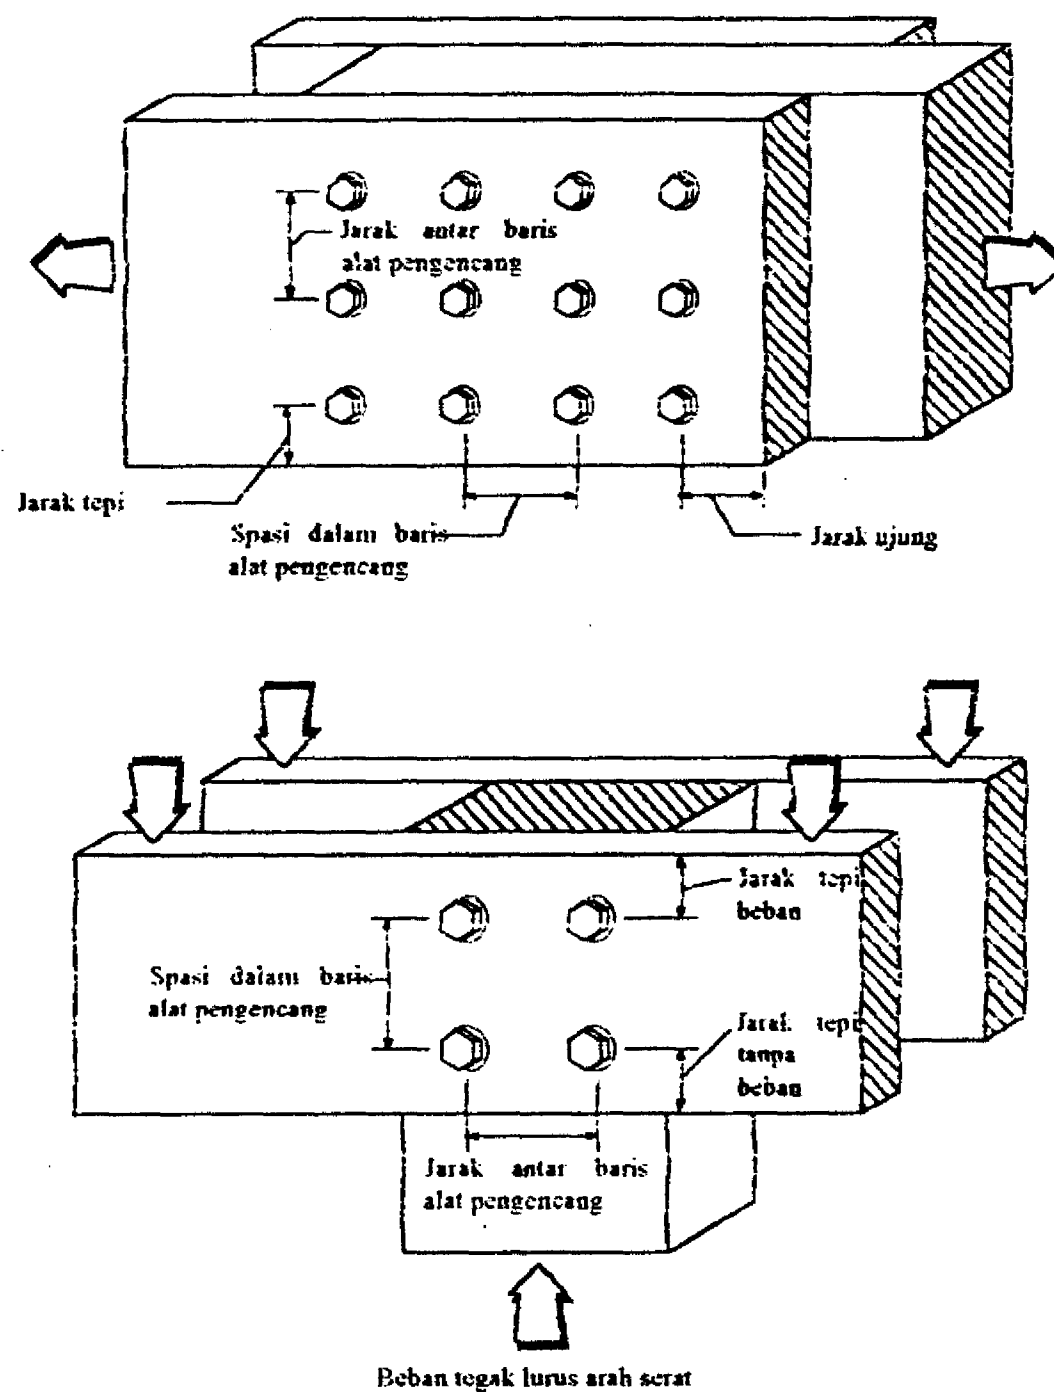 Jarak antar baris
alat pengencang
Jarak tepi
Spasi dalam baris
alat pengencang
Jarak ujung
Jarak tepi
beban
Spasi dalam baris
alat pengencang
Jarak tepi
tanpa
beban
Jarak antar baris
alat pengencang
Beban tegak lurus arah serat